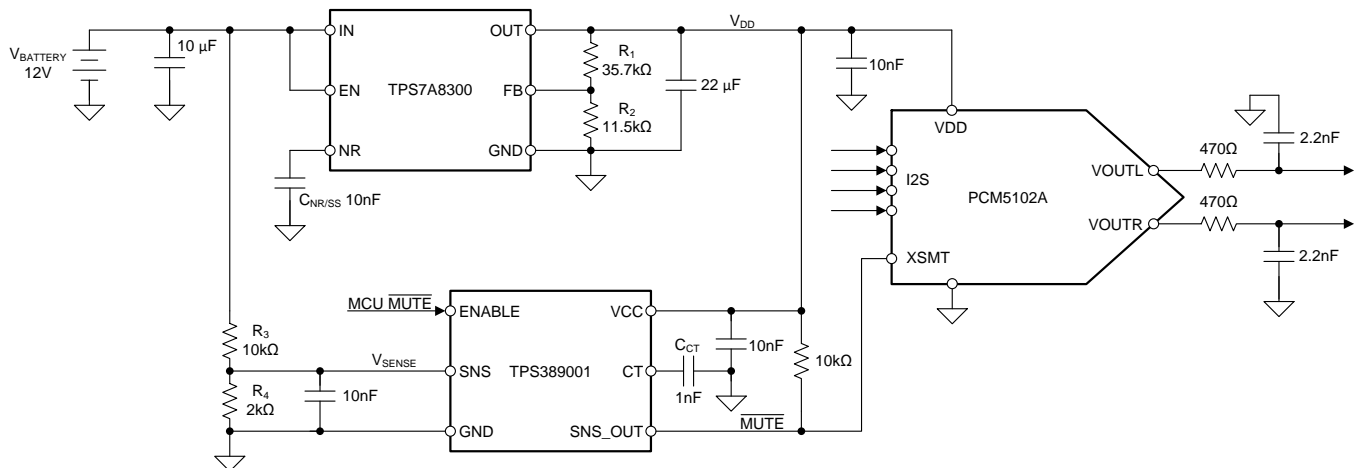 V_BATTERY
12V
10 µF
IN
EN
NR
TPS7A8300
OUT
FB
GND
C_NR/SS 10nF
R1
35.7kΩ
R2
11.5kΩ
22 µF
V_DD
10nF
VDD
I2S
XSMT
PCM5102A
VOUTL
VOUTR
470Ω
2.2nF
470Ω
2.2nF
MCU M̅U̅T̅E̅
ENABLE
SNS
GND
TPS389001
VCC
CT
SNS_OUT
R3
10kΩ
R4
2kΩ
V_SENSE
10nF
C_CT
1nF
10nF
10kΩ
M̅U̅T̅E̅